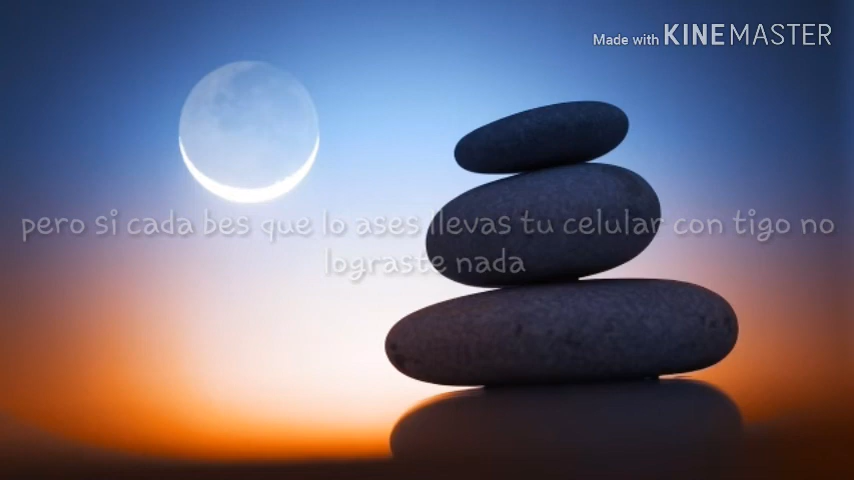 Made with KINEMASTER
pero si cada bes que lo ases llevas tu celular con tigo no
lograste nada